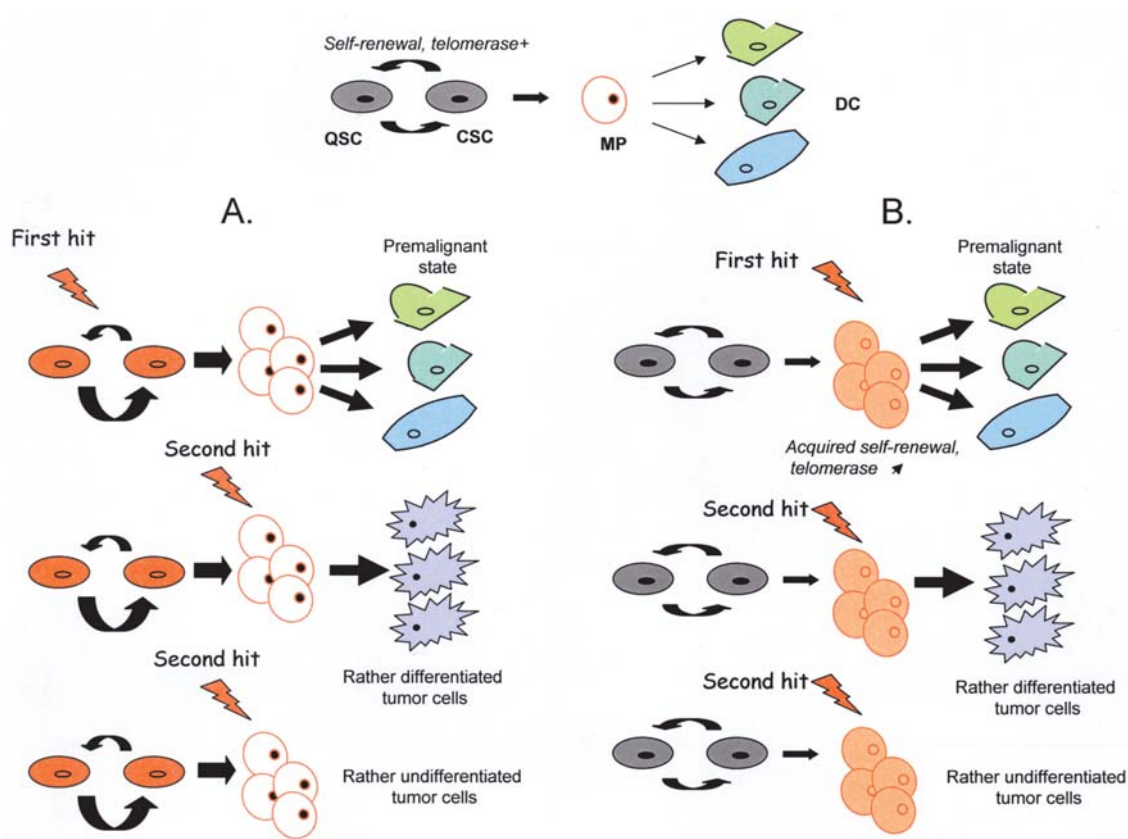 Self-renewal, telomerase+
QSC
CSC
MP
DC
A.
First hit
Premalignant
state
Second hit
Rather differentiated
tumor cells
Second hit
Rather undifferentiated
tumor cells
B.
First hit
Premalignant
state
Acquired self-renewal,
telomerase
Second hit
Rather differentiated
tumor cells
Second hit
Rather undifferentiated
tumor cells